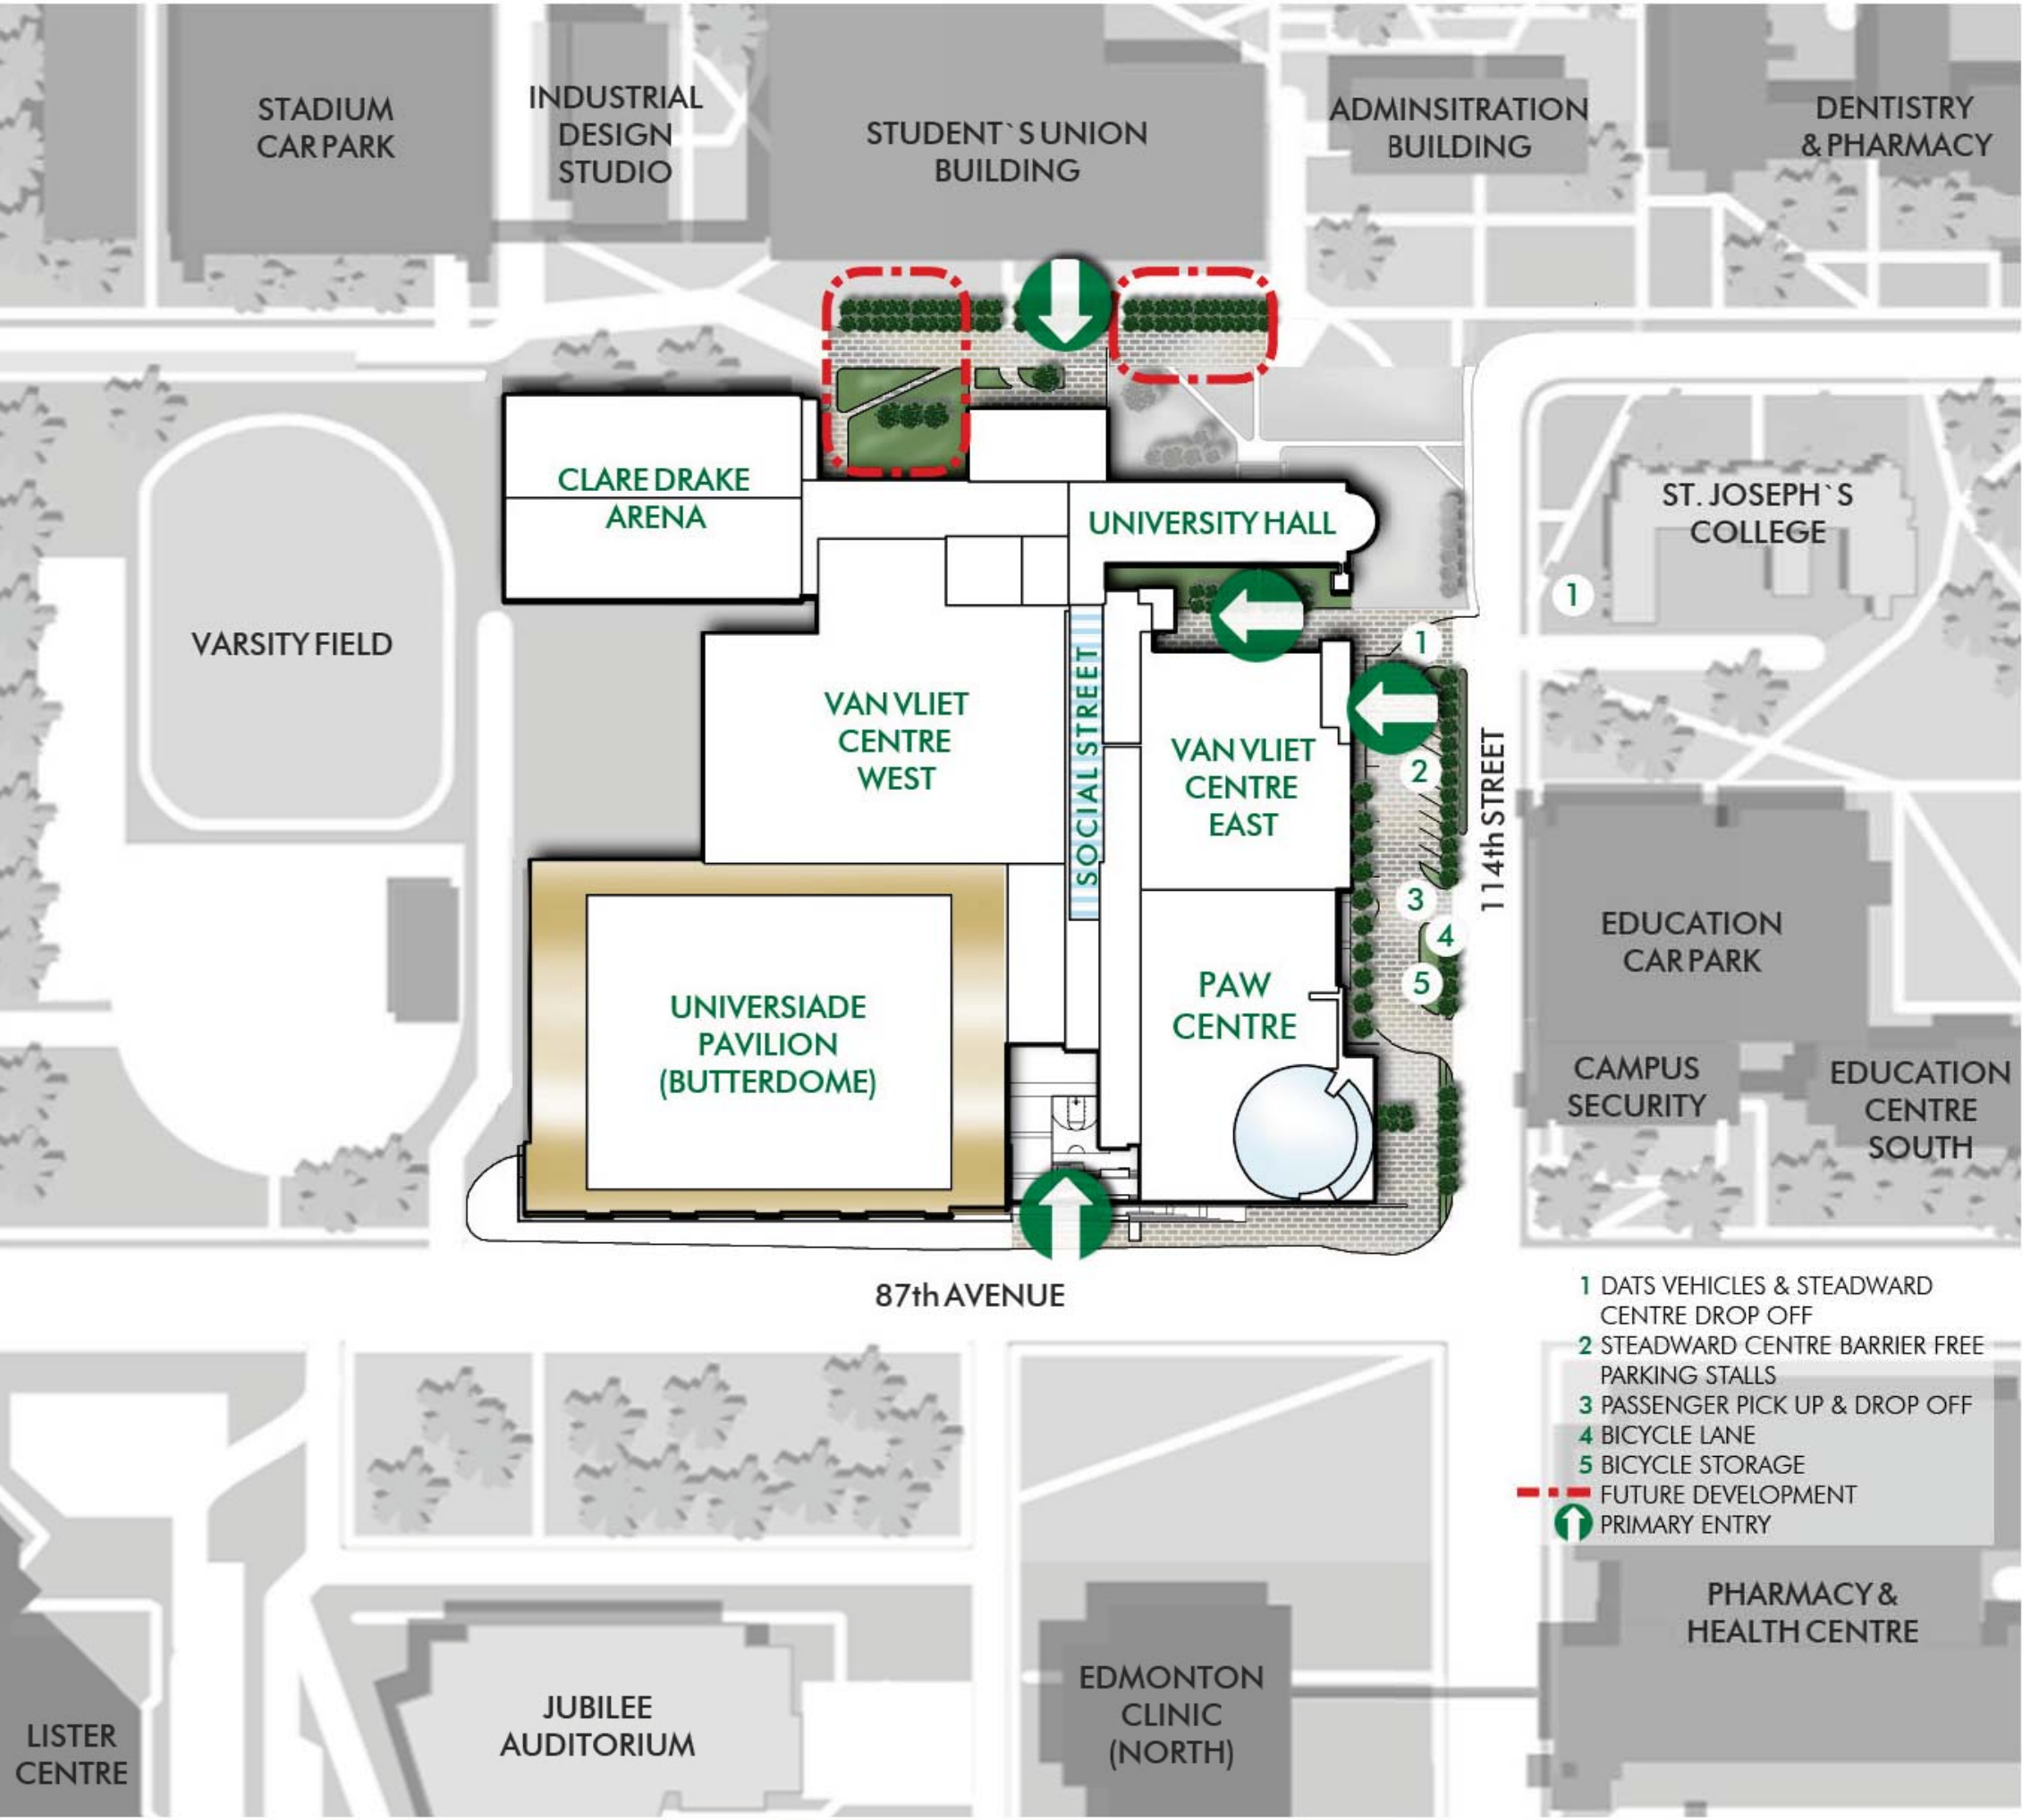 STADIUM
CAR PARK
INDUSTRIAL
DESIGN
STUDIO
STUDENT`S UNION
BUILDING
ADMINSITRATION
BUILDING
DENTISTRY
& PHARMACY
CLARE DRAKE
ARENA
UNIVERSITY HALL
ST. JOSEPH`S
COLLEGE
1
VARSITY FIELD
1
VAN VLIET
CENTRE
WEST
SOCIAL STREET
VAN VLIET
CENTRE
EAST
2
114th STREET
3
4
5
EDUCATION
CAR PARK
UNIVERSIADE
PAVILION
(BUTTERDOME)
PAW
CENTRE
CAMPUS
SECURITY
EDUCATION
CENTRE
SOUTH
87th AVENUE
1 DATS VEHICLES & STEADWARD
CENTRE DROP OFF
2 STEADWARD CENTRE BARRIER FREE
PARKING STALLS
3 PASSENGER PICK UP & DROP OFF
4 BICYCLE LANE
5 BICYCLE STORAGE
FUTURE DEVELOPMENT
PRIMARY ENTRY
PHARMACY &
HEALTH CENTRE
LISTER
CENTRE
JUBILEE
AUDITORIUM
EDMONTON
CLINIC
(NORTH)